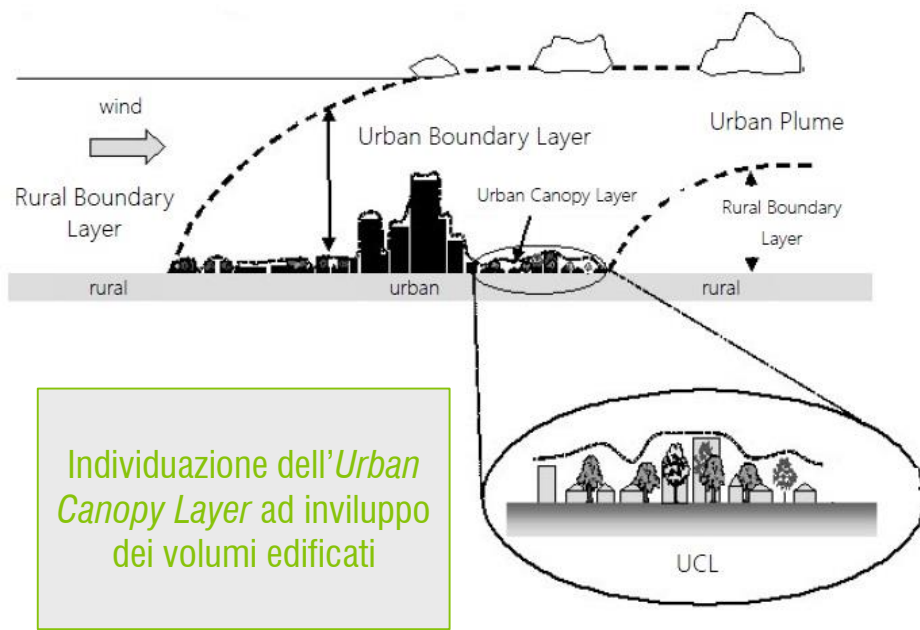 wind
Urban Boundary Layer
Urban Plume
Rural Boundary
Layer
Urban Canopy Layer
Rural Boundary
Layer
rural
urban
rural
Individuazione dell'Urban
Canopy Layer ad inviluppo
dei volumi edificati
UCL